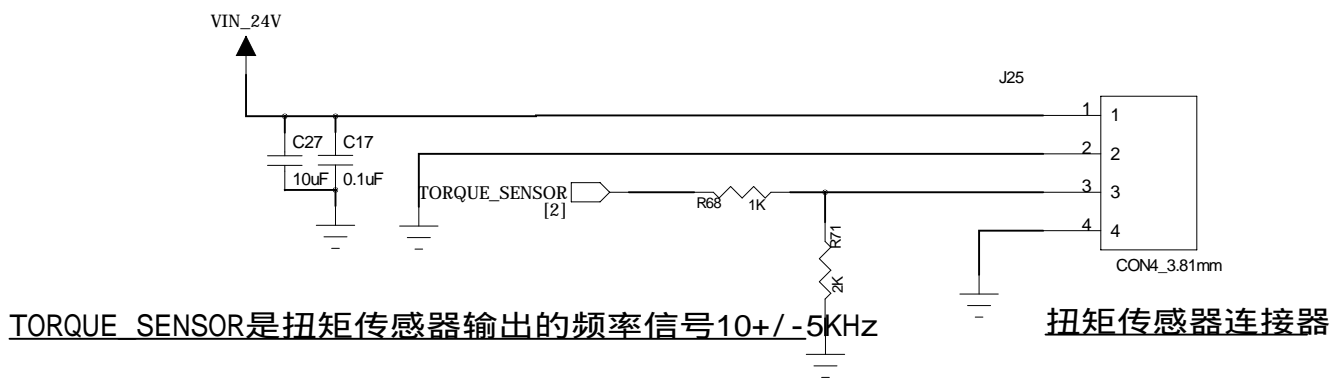 VIN_24V
J25
C27
C17
10uF
0.1uF
1
1
2
2
TORQUE_SENSOR
[2]
R68
1K
3
3
R71
2K
4
4
CON4_3.81mm
TORQUE_SENSOR是扭矩传感器输出的频率信号10+/-5KHz
扭矩传感器连接器